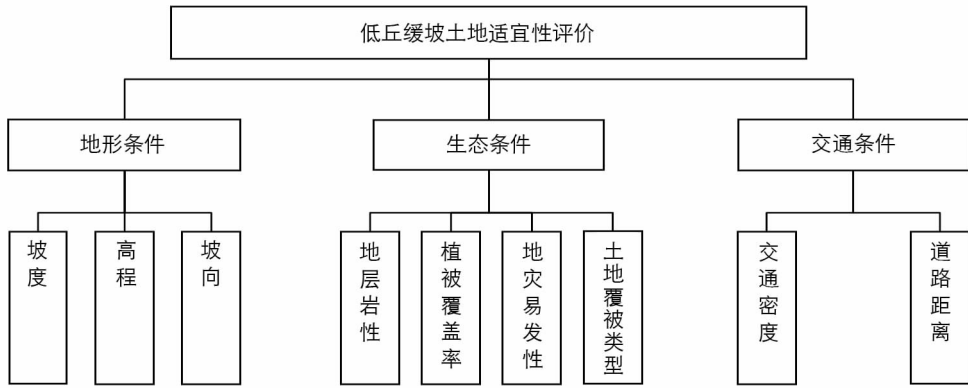 低丘缓坡土地适宜性评价
地形条件
生态条件
交通条件
坡度
高程
坡向
地层岩性
植被覆盖率
地灾易发性
土地覆被类型
交通密度
道路距离